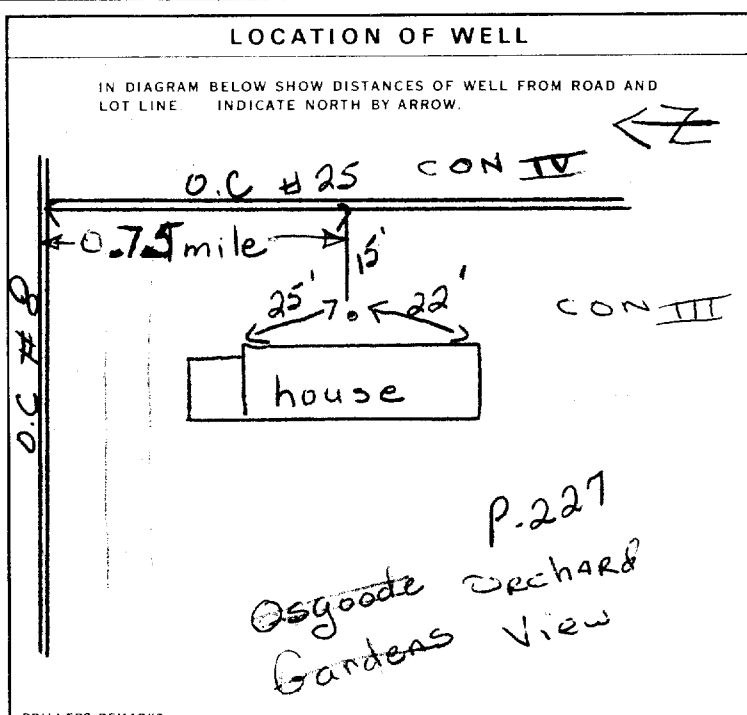 LOCATION OF WELL
IN DIAGRAM BELOW SHOW DISTANCES OF WELL FROM ROAD AND
LOT LINE. INDICATE NORTH BY ARROW.
N
O.C #25 CON IV
0.75 mile
15'
25' 22'
CON III
O.C #8
house
P.227
Osgoode Orchard
Gardens View